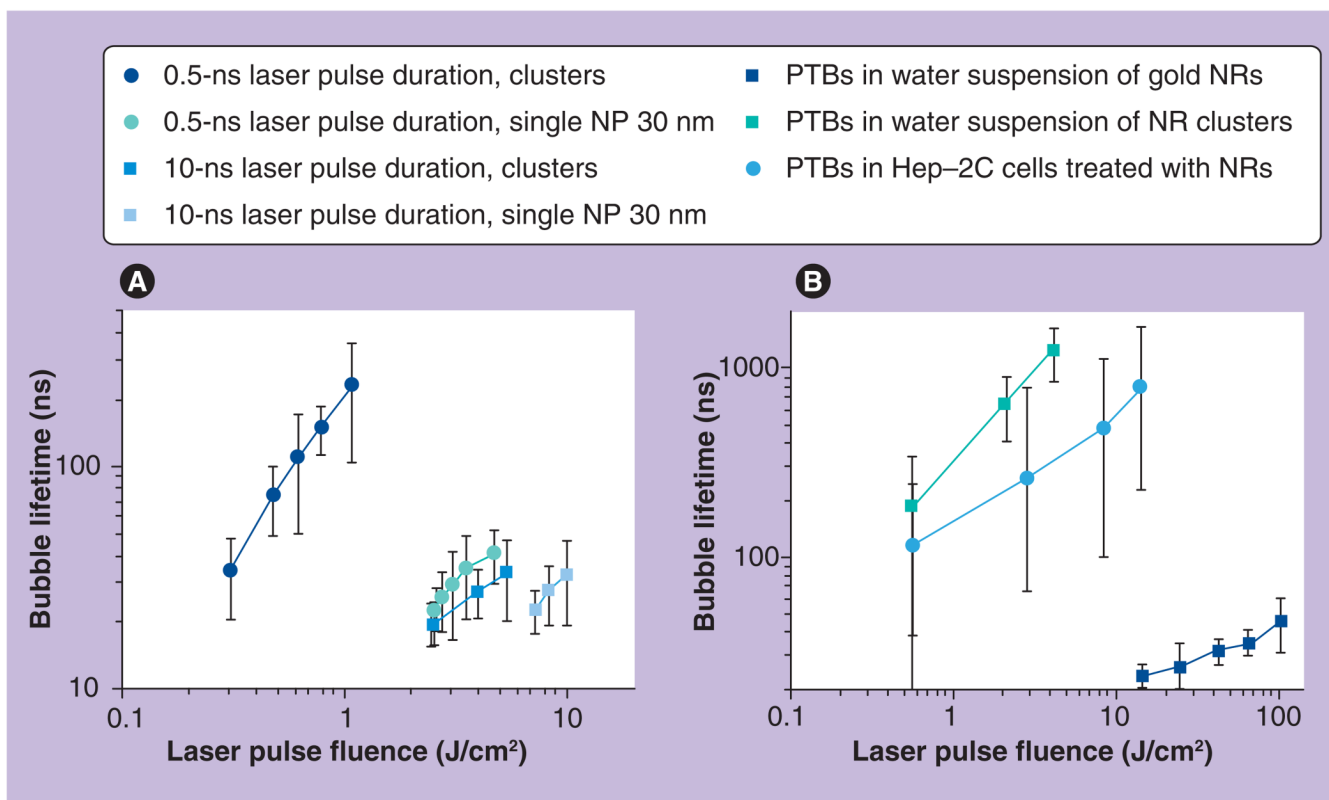 0.5-ns laser pulse duration, clusters
0.5-ns laser pulse duration, single NP 30 nm
10-ns laser pulse duration, clusters
10-ns laser pulse duration, single NP 30 nm
PTBs in water suspension of gold NRs
PTBs in water suspension of NR clusters
PTBs in Hep–2C cells treated with NRs
A
Bubble lifetime (ns)
100
10
0.1
1
10
Laser pulse fluence (J/cm²)
B
Bubble lifetime (ns)
1000
100
0.1
1
10
100
Laser pulse fluence (J/cm²)